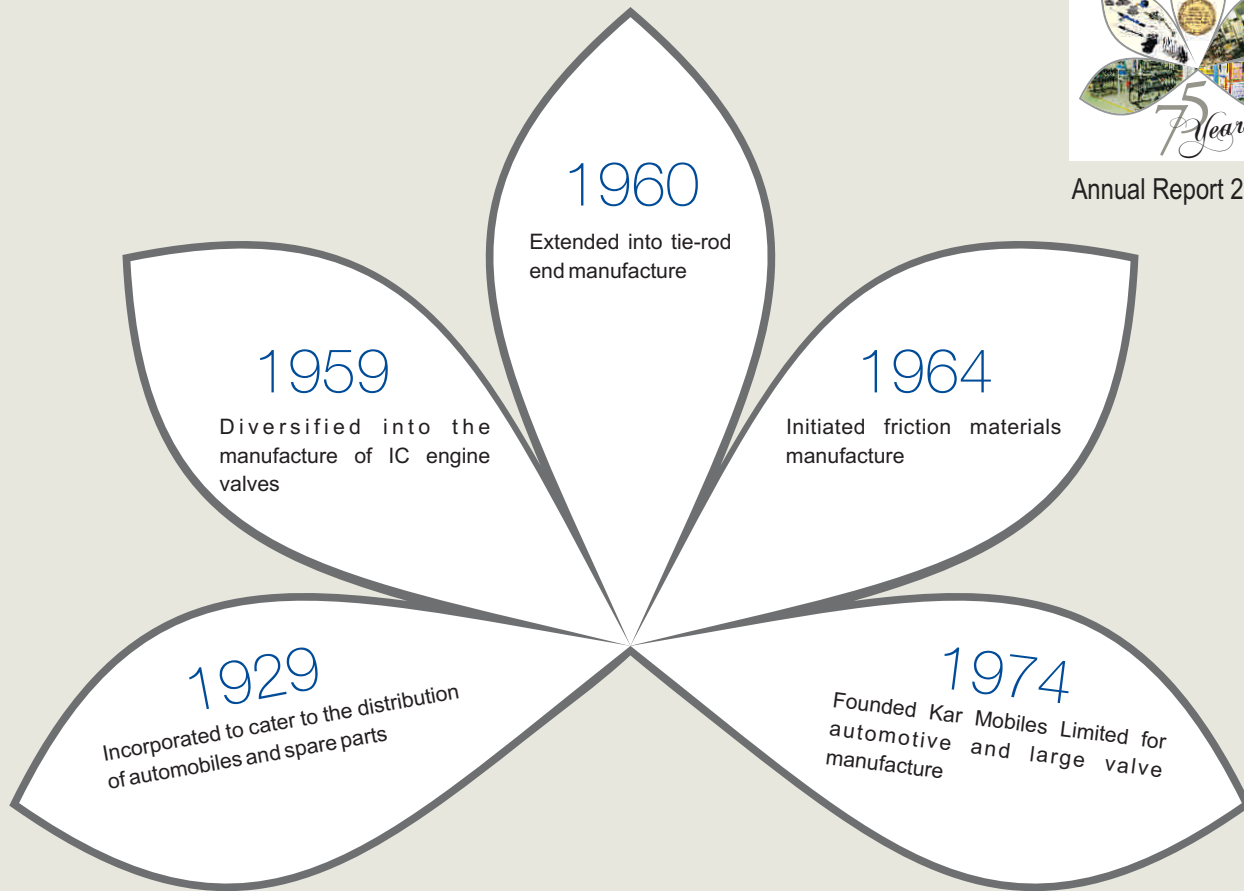 75
Annual Report 2
1960
Extended into tie-rod
end manufacture
1959
Diversified into the
manufacture of IC engine
valves
1964
Initiated friction materials
manufacture
1929
Incorporated to cater to the distribution
of automobiles and spare parts
1974
Founded Kar Mobiles Limited for
automotive and large valve
manufacture